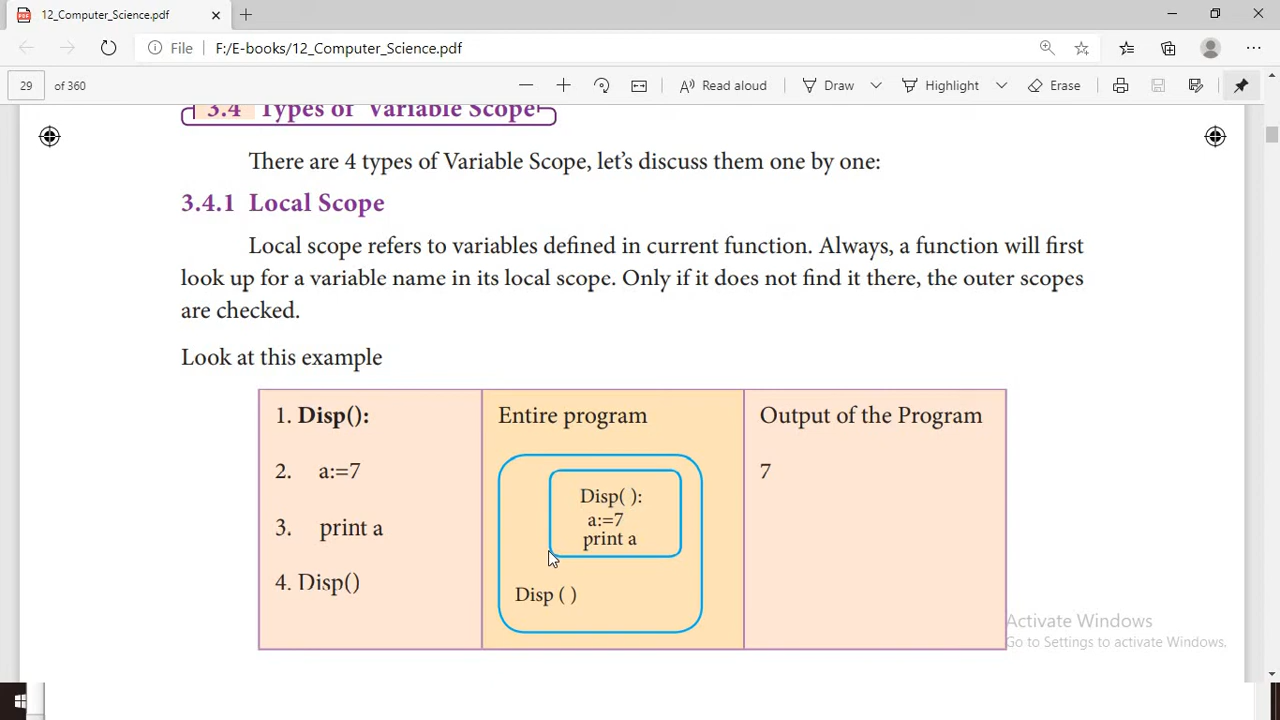 12_Computer_Science.pdf
File F:/E-books/12_Computer_Science.pdf
29 of 360
Read aloud Draw Highlight Erase
3.4 Types of Variable Scope
There are 4 types of Variable Scope, let’s discuss them one by one:
3.4.1 Local Scope
Local scope refers to variables defined in current function. Always, a function will first
look up for a variable name in its local scope. Only if it does not find it there, the outer scopes
are checked.
Look at this example
1. Disp():
2. a:=7
3. print a
4. Disp()
Entire program
Disp( ):
a:=7
print a
Disp ( )
Output of the Program
7
Activate Windows
Go to Settings to activate Windows.